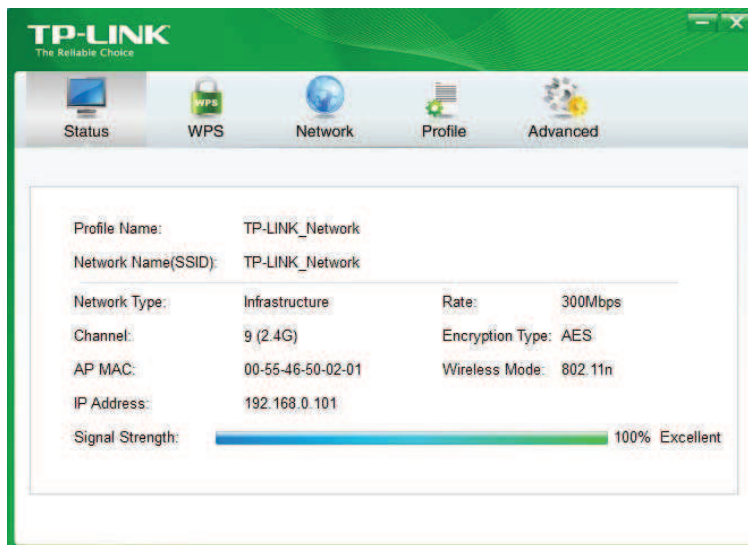 TP-LINK
The Reliable Choice
Status WPS Network Profile Advanced
WPS
Profile Name: TP-LINK_Network
Network Name(SSID): TP-LINK_Network
Network Type: Infrastructure Rate: 300Mbps
Channel: 9 (2.4G) Encryption Type: AES
AP MAC: 00-55-46-50-02-01 Wireless Mode: 802.11n
IP Address: 192.168.0.101
Signal Strength: 100% Excellent